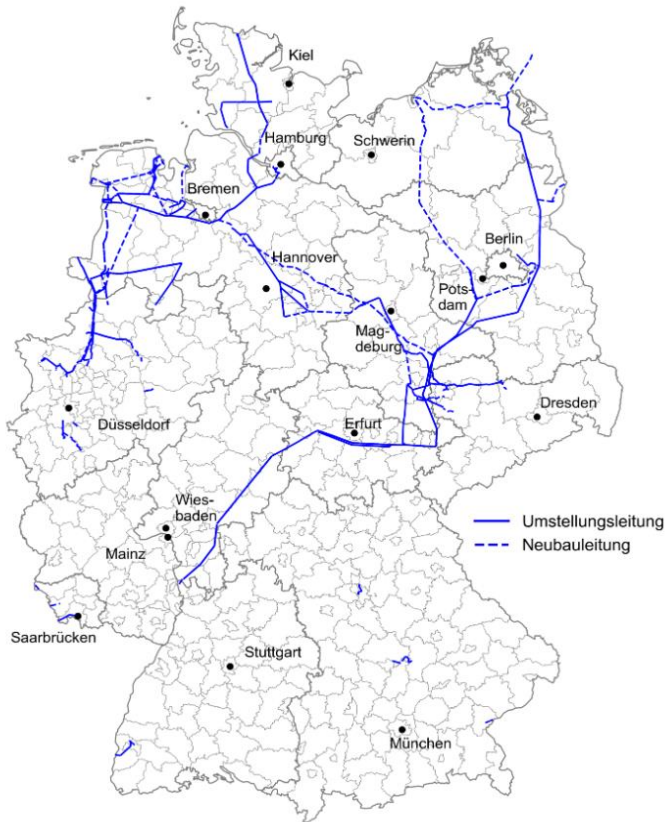 Kiel
Hamburg
Schwerin
Bremen
Hannover
Berlin
Pots-
dam
Mag-
deburg
Düsseldorf
Erfurt
Dresden
Wies-
baden
Mainz
Umstellungsleitung
Neubauleitung
Saarbrücken
Stuttgart
München